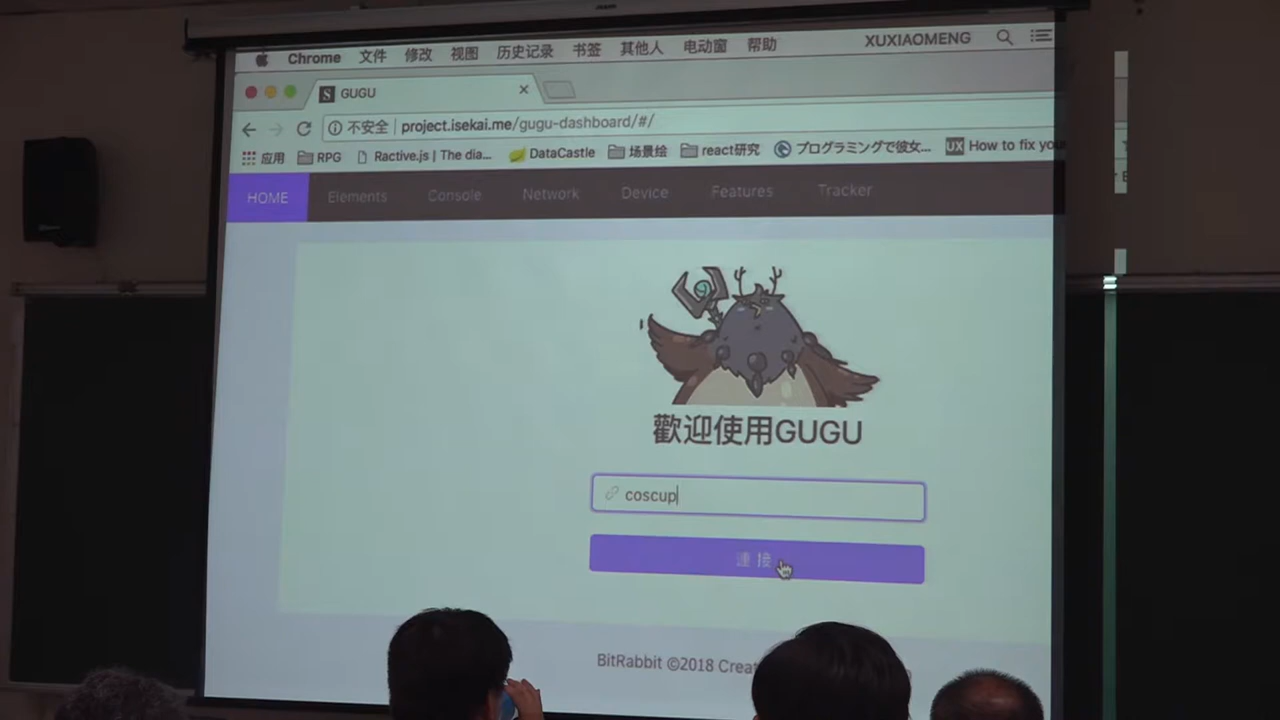 Chrome 文件 修改 视图 历史记录 书签 其他人 电动窗 帮助 XUXIAOMENG
GUGU
不安全 project.isekai.me/gugu-dashboard/#/
应用 RPG Ractive.js | The dia... DataCastle 场景绘 react研究 プログラミングで彼女... UX How to fix you
HOME Elements Console Network Device Features Tracker
歡迎使用GUGU
coscup
連接
BitRabbit ©2018 Creat